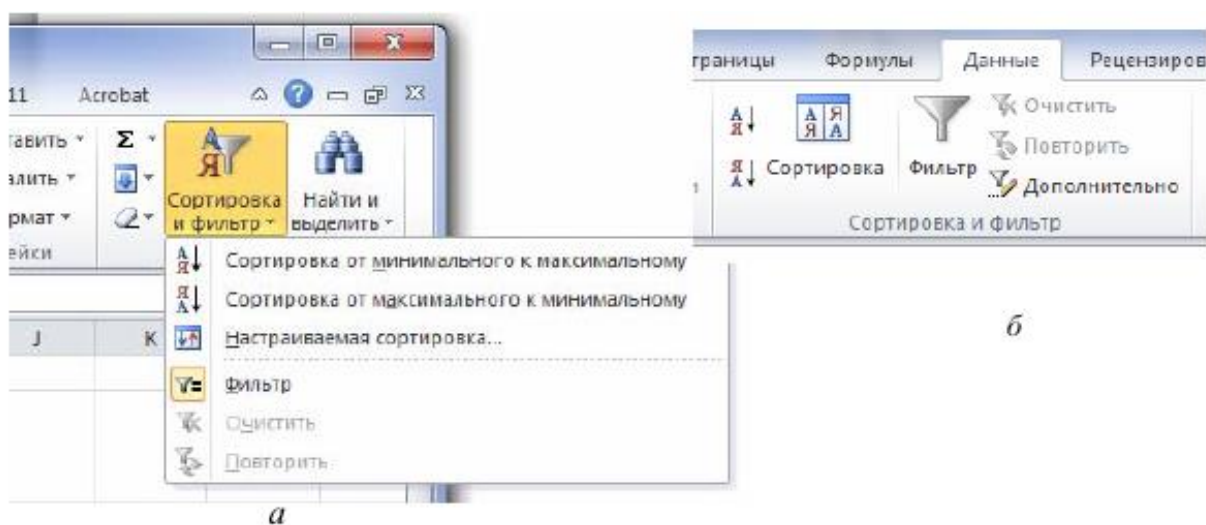 11 Acrobat
тавить
алить
рмат
ейки
Σ
Сортировка
и фильтр
Найти и
выделить
Сортировка от минимального к максимальному
Сортировка от максимального к минимальному
Настраиваемая сортировка...
Фильтр
Очистить
Повторить
J K
а
траницы Формулы Данные Рецензиров
Сортировка
Фильтр
Очистить
Повторить
Дополнительно
Сортировка и фильтр
б